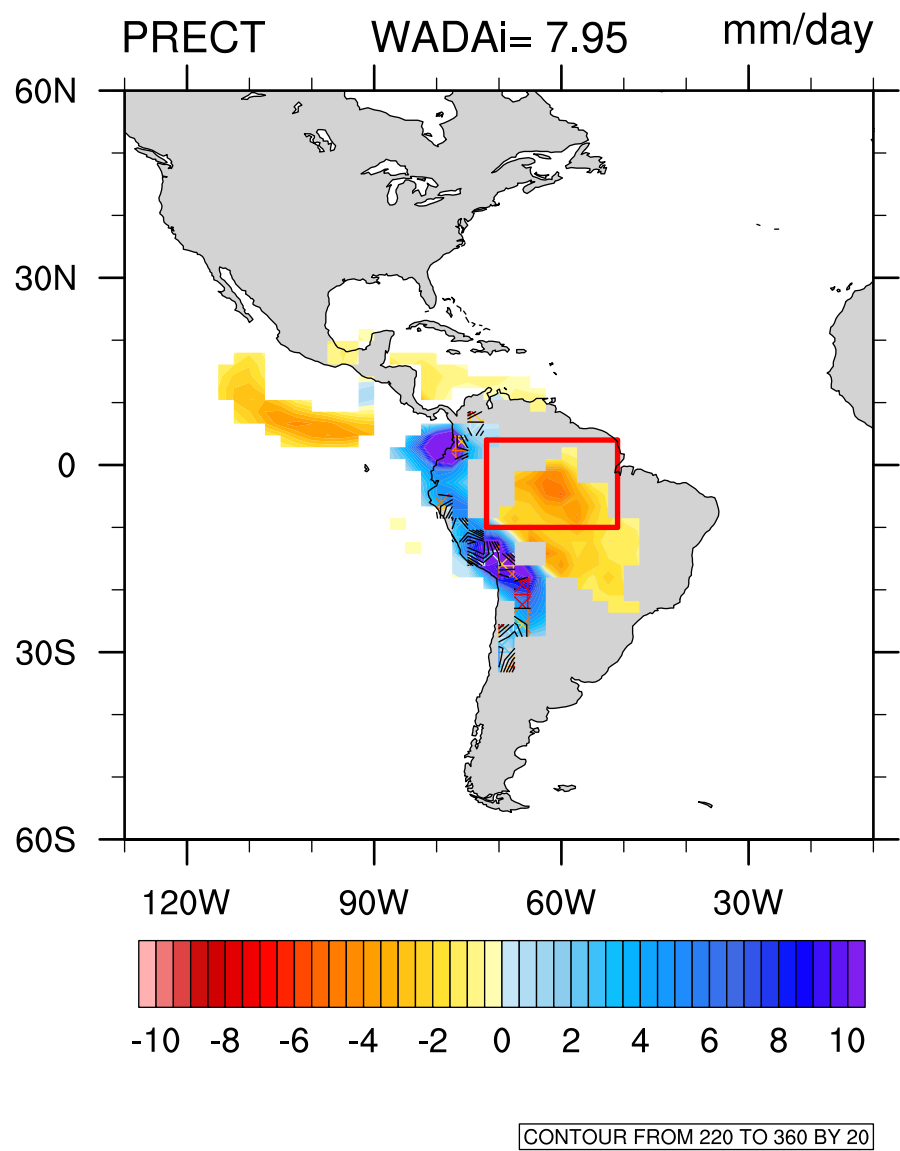 PRECT WADAi= 7.95 mm/day
60N
30N
0
30S
60S
120W 90W 60W 30W
-10 -8 -6 -4 -2 0 2 4 6 8 10
CONTOUR FROM 220 TO 360 BY 20